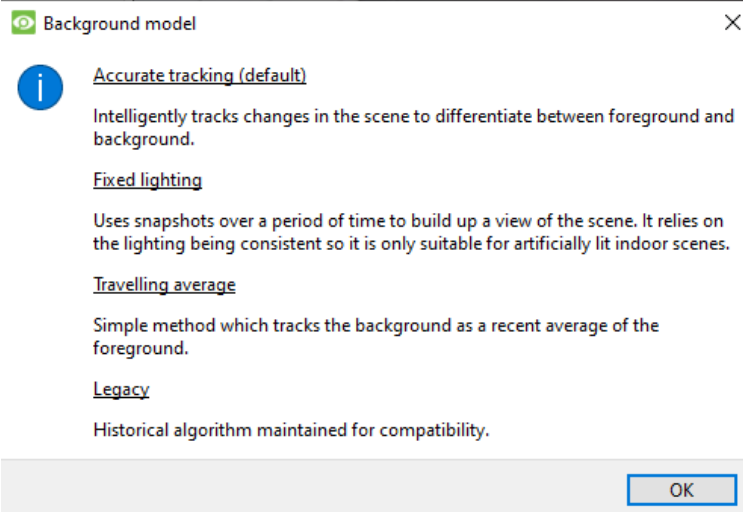 Background model
Accurate tracking (default)
Intelligently tracks changes in the scene to differentiate between foreground and
background.
Fixed lighting
Uses snapshots over a period of time to build up a view of the scene. It relies on
the lighting being consistent so it is only suitable for artificially lit indoor scenes.
Travelling average
Simple method which tracks the background as a recent average of the
foreground.
Legacy
Historical algorithm maintained for compatibility.
OK